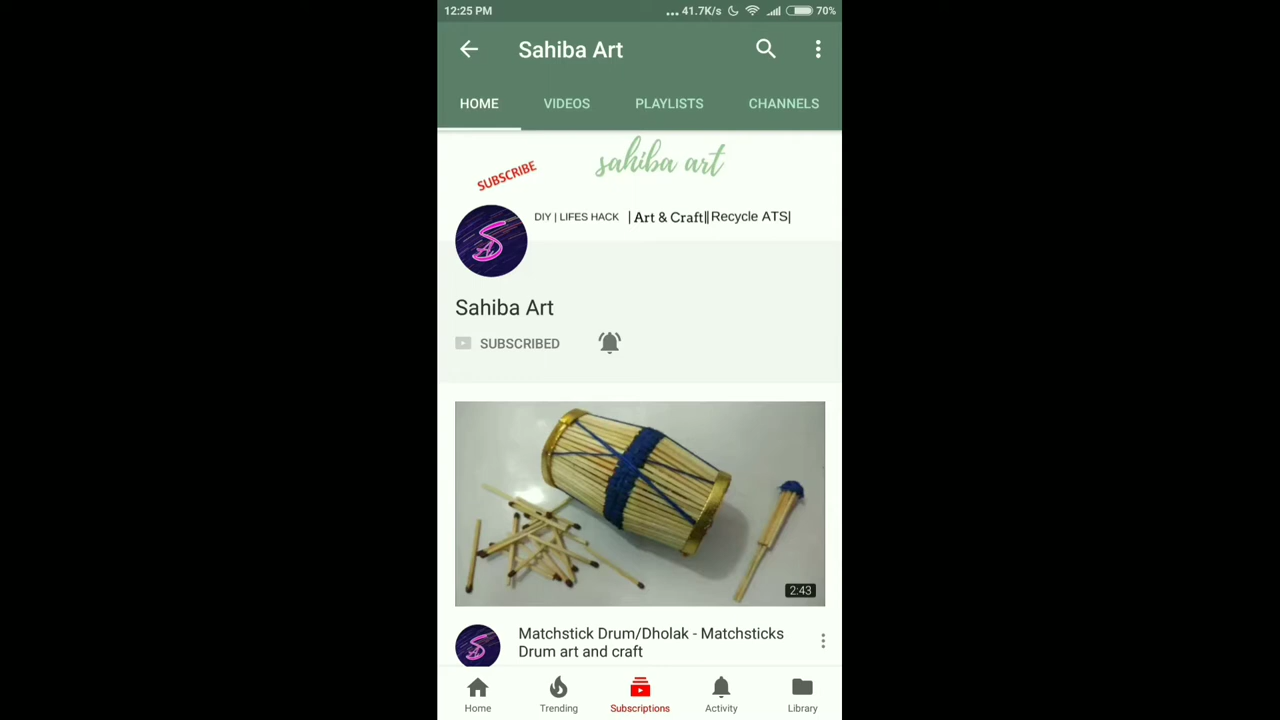 12:25 PM ... 41.7K/s 70%
Sahiba Art
HOME VIDEOS PLAYLISTS CHANNELS
sahiba art
SUBSCRIBE
DIY | LIFES HACK |Art & Craft||Recycle ATS|
SA
Sahiba Art
SUBSCRIBED
2:43
SA
Matchstick Drum/Dholak - Matchsticks
Drum art and craft
Home Trending Subscriptions Activity Library